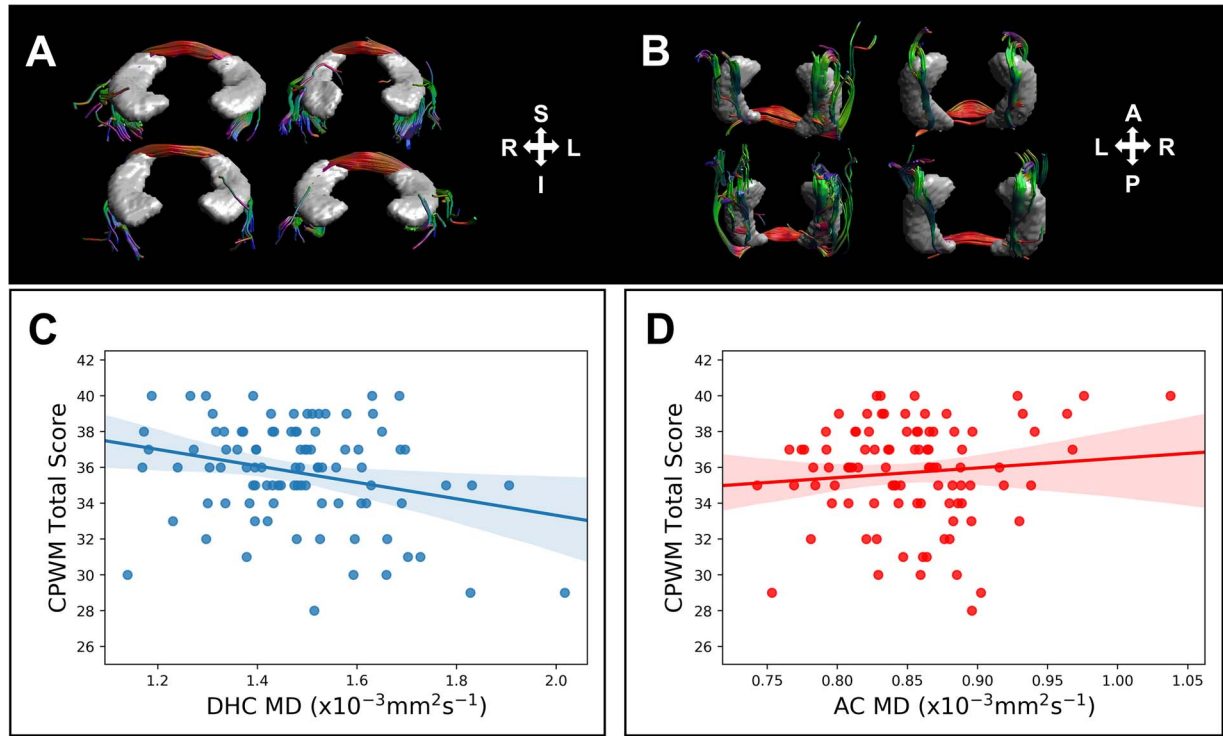 A
S
R L
I
B
A
L R
P
C
42
40
38
36
34
32
30
28
26
CPWM Total Score
1.2 1.4 1.6 1.8 2.0
DHC MD (x10⁻³mm²s⁻¹)
D
42
40
38
36
34
32
30
28
26
CPWM Total Score
0.75 0.80 0.85 0.90 0.95 1.00 1.05
AC MD (x10⁻³mm²s⁻¹)